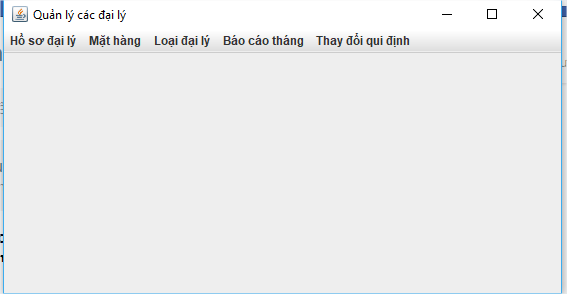 Quản lý các đại lý
Hồ sơ đại lý Mặt hàng Loại đại lý Báo cáo tháng Thay đổi qui định